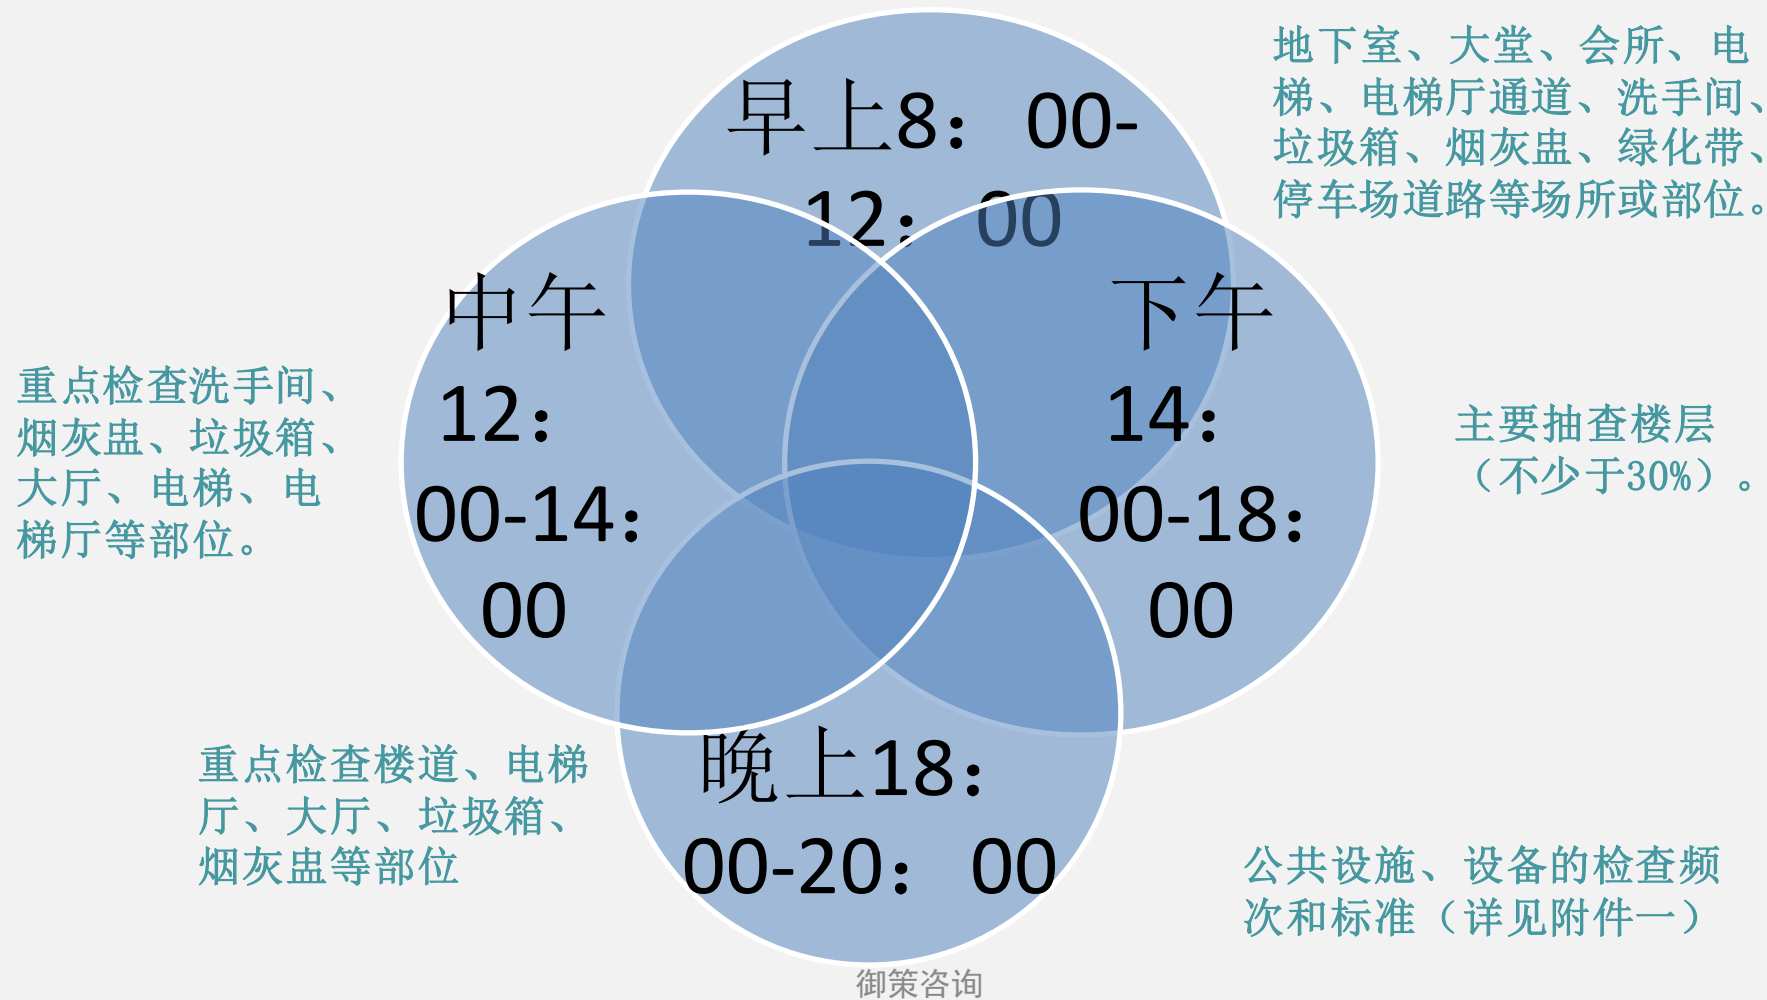 早上8：00-
12：00
地下室、大堂、会所、电
梯、电梯厅通道、洗手间、
垃圾箱、烟灰盅、绿化带、
停车场道路等场所或部位。
中午
12：
00-14：
00
重点检查洗手间、
烟灰盅、垃圾箱、
大厅、电梯、电
梯厅等部位。
下午
14：
00-18：
00
主要抽查楼层
（不少于30%）。
晚上18：
00-20：00
重点检查楼道、电梯
厅、大厅、垃圾箱、
烟灰盅等部位
公共设施、设备的检查频
次和标准（详见附件一）
御策咨询